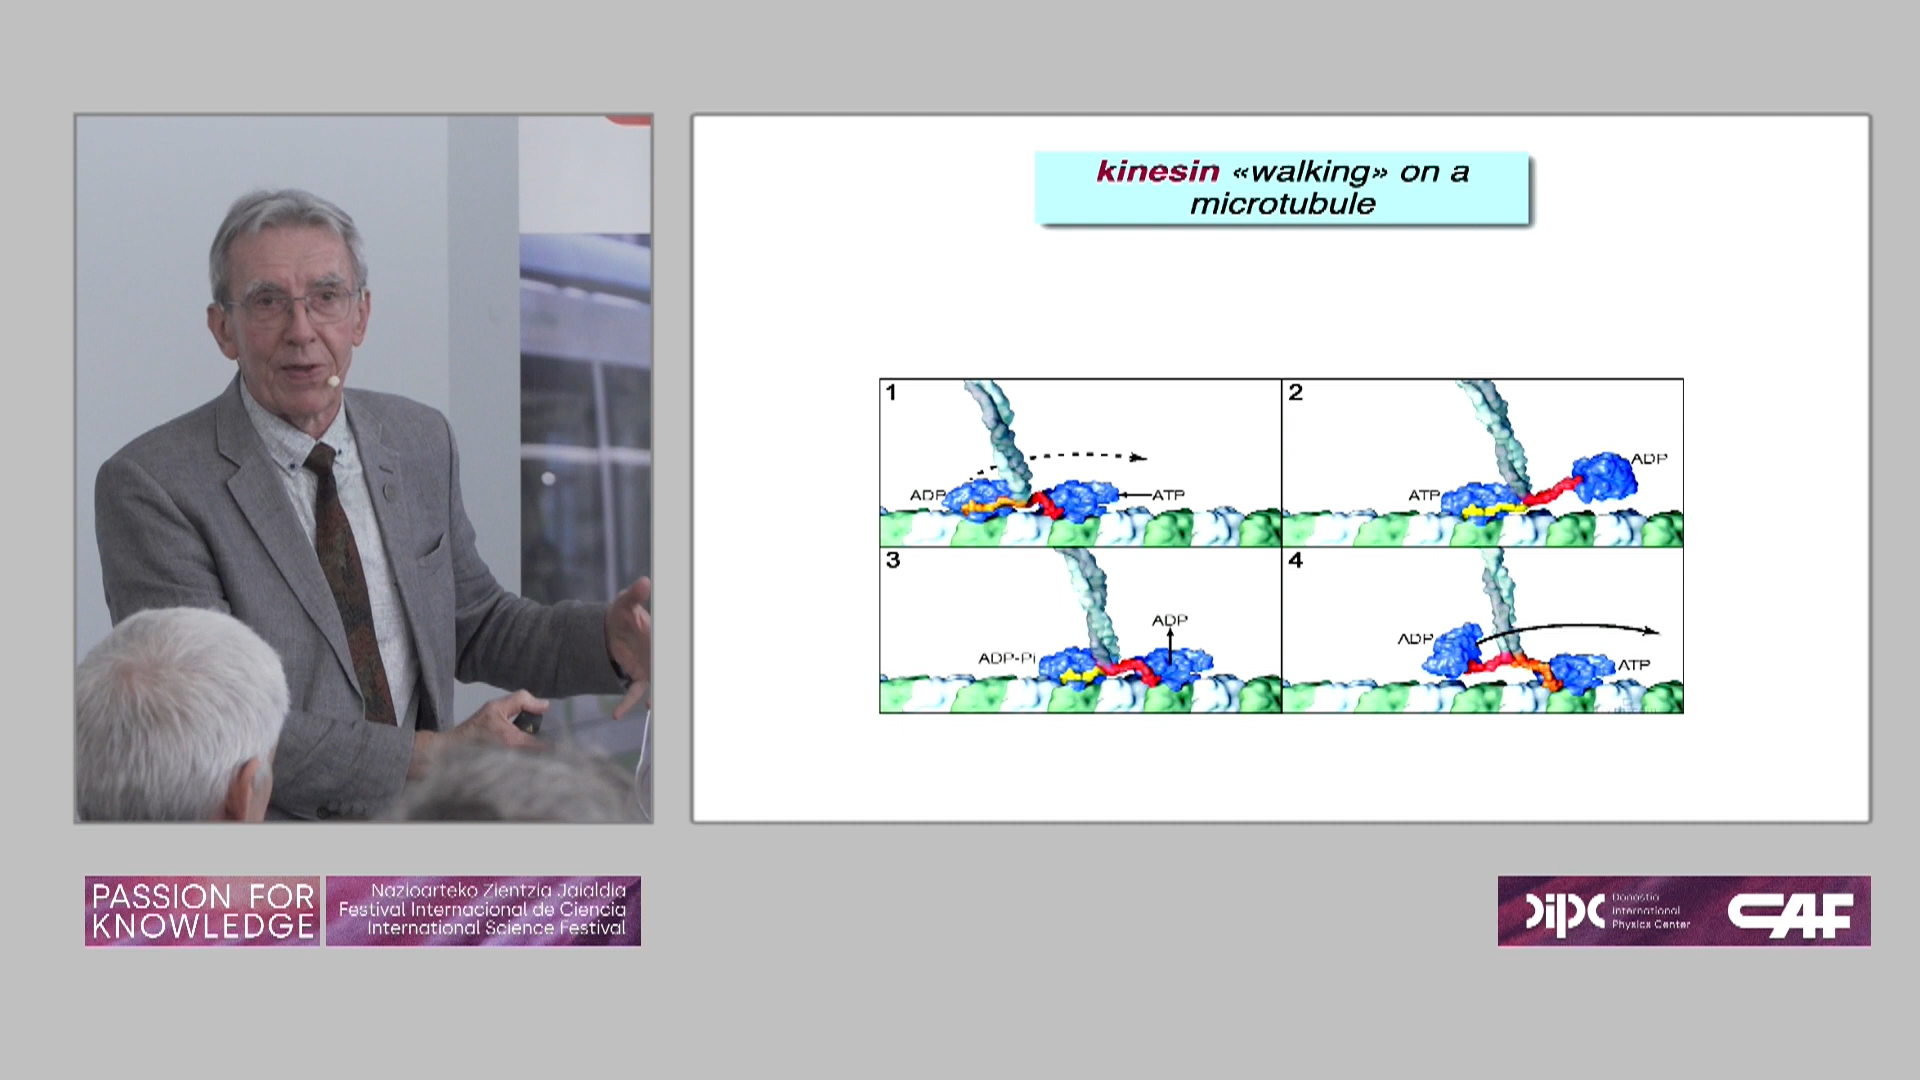 kinesin «walking» on a
microtubule
1
ADP
ATP
2
ATP
ADP
3
ADP-Pi
ADP
4
ADP
ATP
PASSION FOR
KNOWLEDGE
Nazioarteko Zientzia Jaialdia
Festival Internacional de Ciencia
International Science Festival
dipc
Donostia
International
Physics Center
CAF